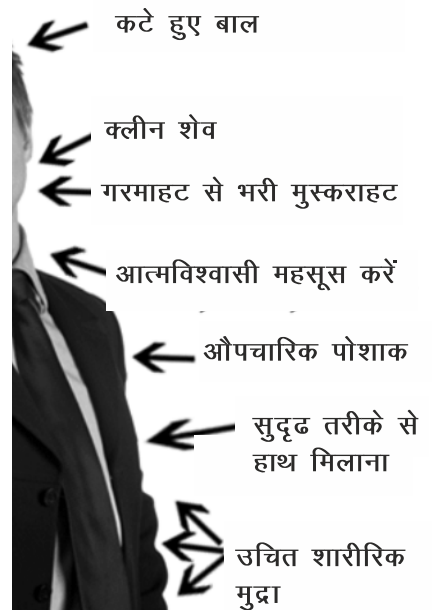 कटे हुए बाल
क्लीन शेव
गरमाहट से भरी मुस्कराहट
आत्मविश्वासी महसूस करें
औपचारिक पोशाक
सुदृढ तरीके से
हाथ मिलाना
उचित शारीरिक
मुद्रा